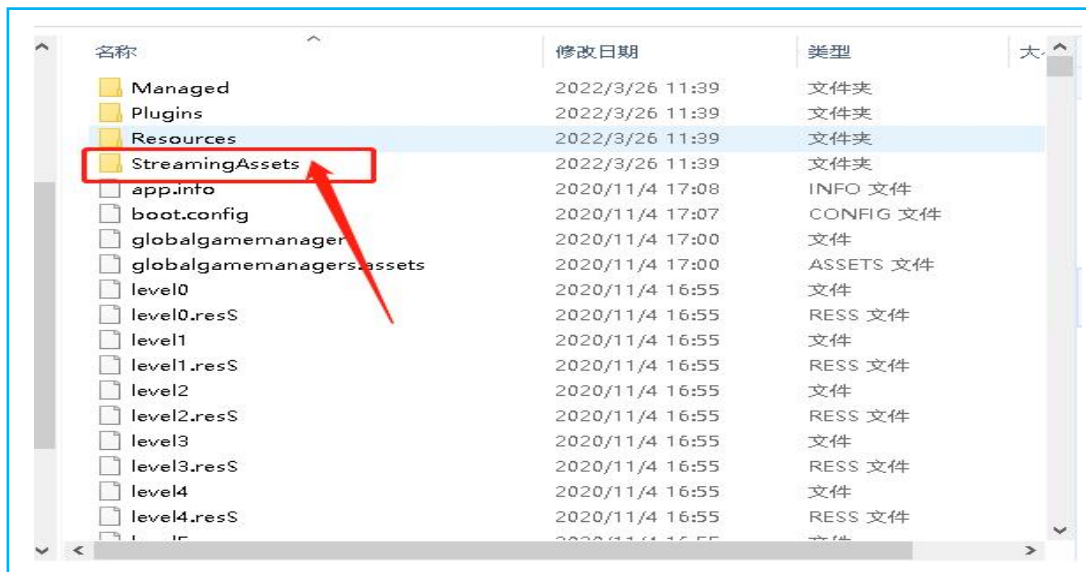 名称 修改日期 类型
Managed 2022/3/26 11:39 文件夹
Plugins 2022/3/26 11:39 文件夹
Resources 2022/3/26 11:39 文件夹
StreamingAssets 2022/3/26 11:39 文件夹
app.info 2020/11/4 17:08 INFO 文件
boot.config 2020/11/4 17:07 CONFIG 文件
globalgamemanager 2020/11/4 17:00 文件
globalgamemanagers.assets 2020/11/4 17:00 ASSETS 文件
level0 2020/11/4 16:55 文件
level0.resS 2020/11/4 16:55 RESS 文件
level1 2020/11/4 16:55 文件
level1.resS 2020/11/4 16:55 RESS 文件
level2 2020/11/4 16:55 文件
level2.resS 2020/11/4 16:55 RESS 文件
level3 2020/11/4 16:55 文件
level3.resS 2020/11/4 16:55 RESS 文件
level4 2020/11/4 16:55 文件
level4.resS 2020/11/4 16:55 RESS 文件